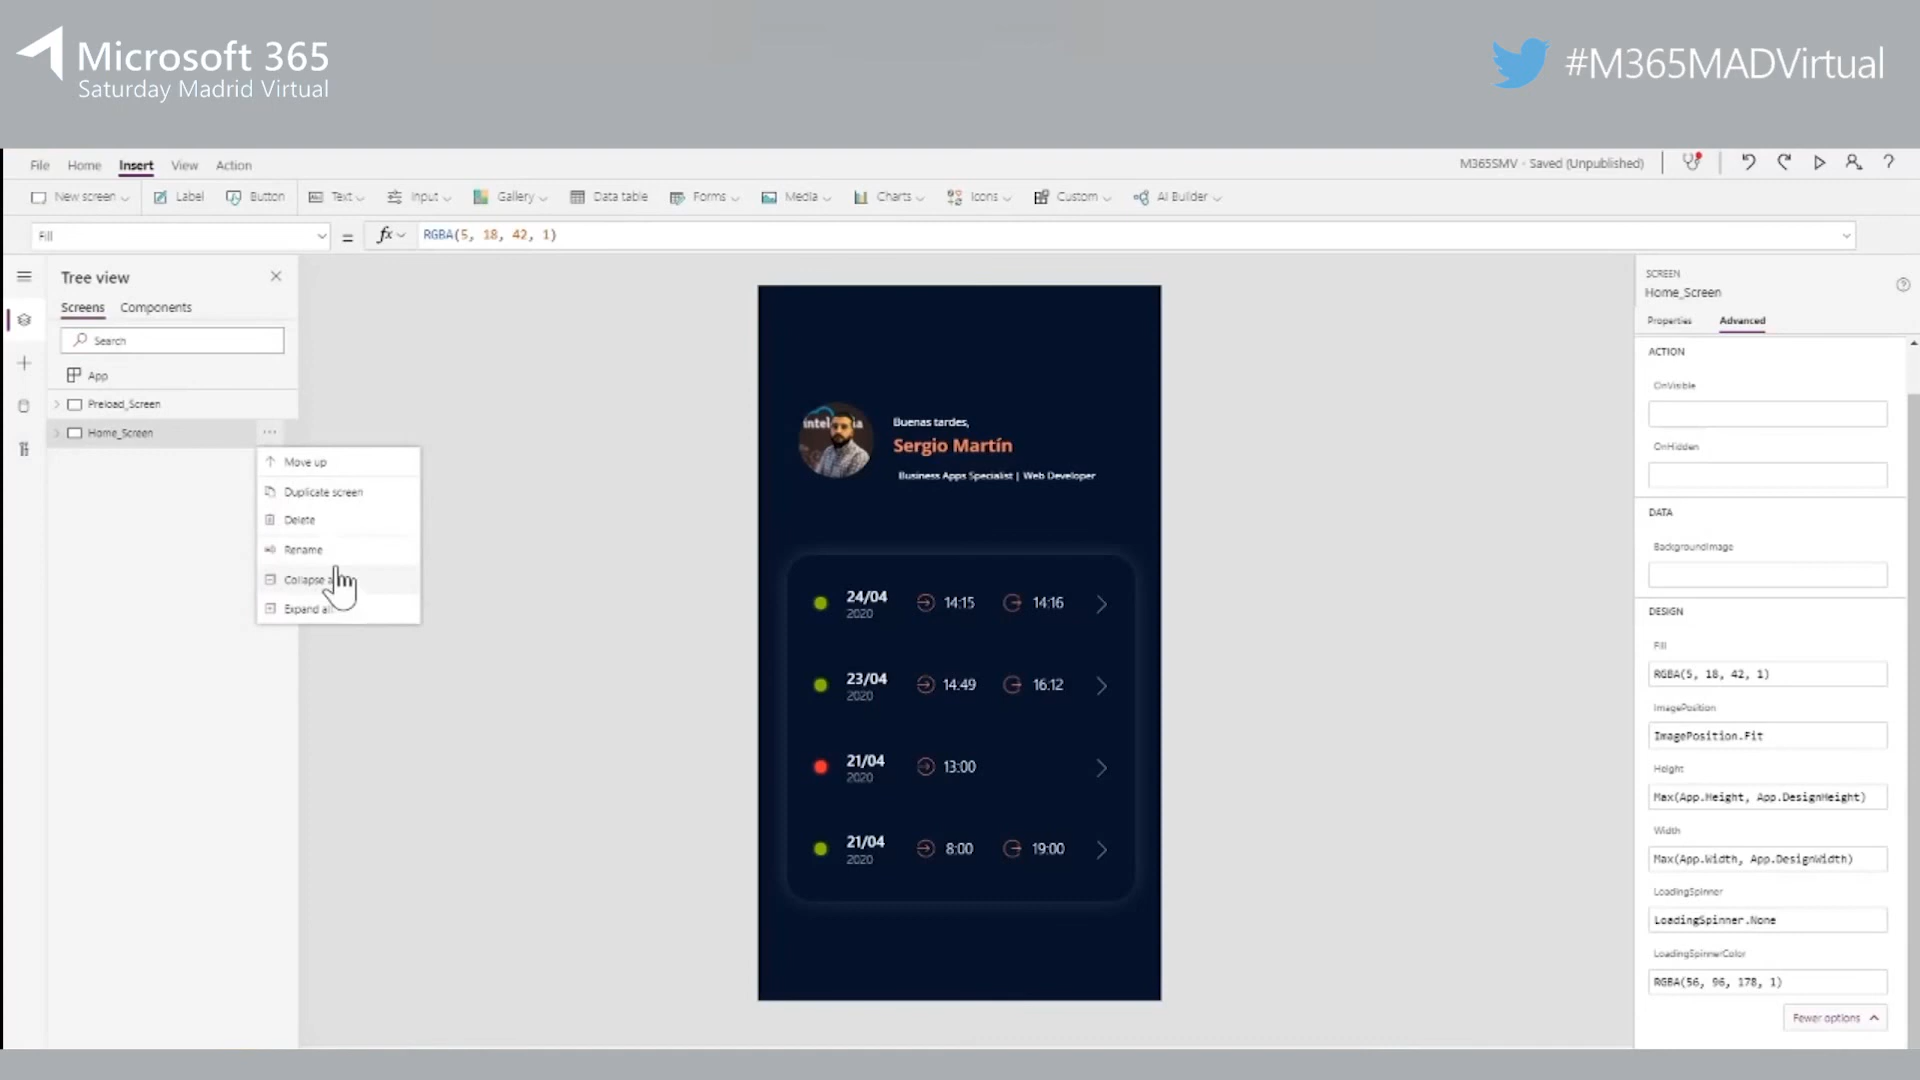 Microsoft 365
Saturday Madrid Virtual
#M365MADVirtual
File Home Insert View Action
M365SMV - Saved (Unpublished)
New screen Label Button Text Input Gallery Data table Forms Media Charts Icons Custom AI Builder
Fill = fx RGBA(5, 18, 42, 1)
Tree view
Screens Components
Search
App
Preload_Screen
Home_Screen
Move up
Duplicate screen
Delete
Rename
Collapse
Expand all
Buenas tardes,
Sergio Martín
Business Apps Specialist | Web Developer
24/04 14:15 14:16
2020
23/04 14:49 16:12
2020
21/04 13:00
2020
21/04 8:00 19:00
2020
SCREEN
Home_Screen
Properties Advanced
ACTION
OnVisible
OnHidden
DATA
BackgroundImage
DESIGN
Fill
RGBA(5, 18, 42, 1)
ImagePosition
ImagePosition.Fit
Height
Max(App.Height, App.DesignHeight)
Width
Max(App.Width, App.DesignWidth)
LoadingSpinner
LoadingSpinner.None
LoadingSpinnerColor
RGBA(56, 96, 178, 1)
Fewer options